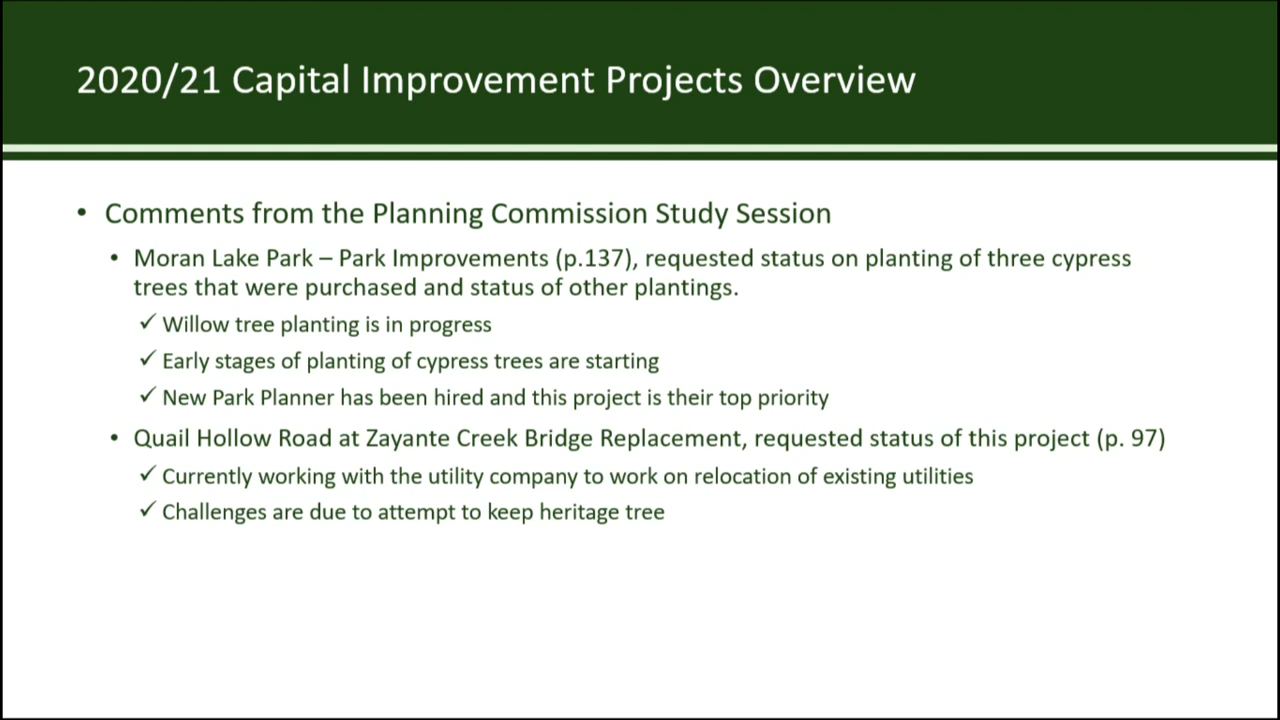 2020/21 Capital Improvement Projects Overview
• Comments from the Planning Commission Study Session
• Moran Lake Park – Park Improvements (p.137), requested status on planting of three cypress
trees that were purchased and status of other plantings.
✓ Willow tree planting is in progress
✓ Early stages of planting of cypress trees are starting
✓ New Park Planner has been hired and this project is their top priority
• Quail Hollow Road at Zayante Creek Bridge Replacement, requested status of this project (p. 97)
✓ Currently working with the utility company to work on relocation of existing utilities
✓ Challenges are due to attempt to keep heritage tree